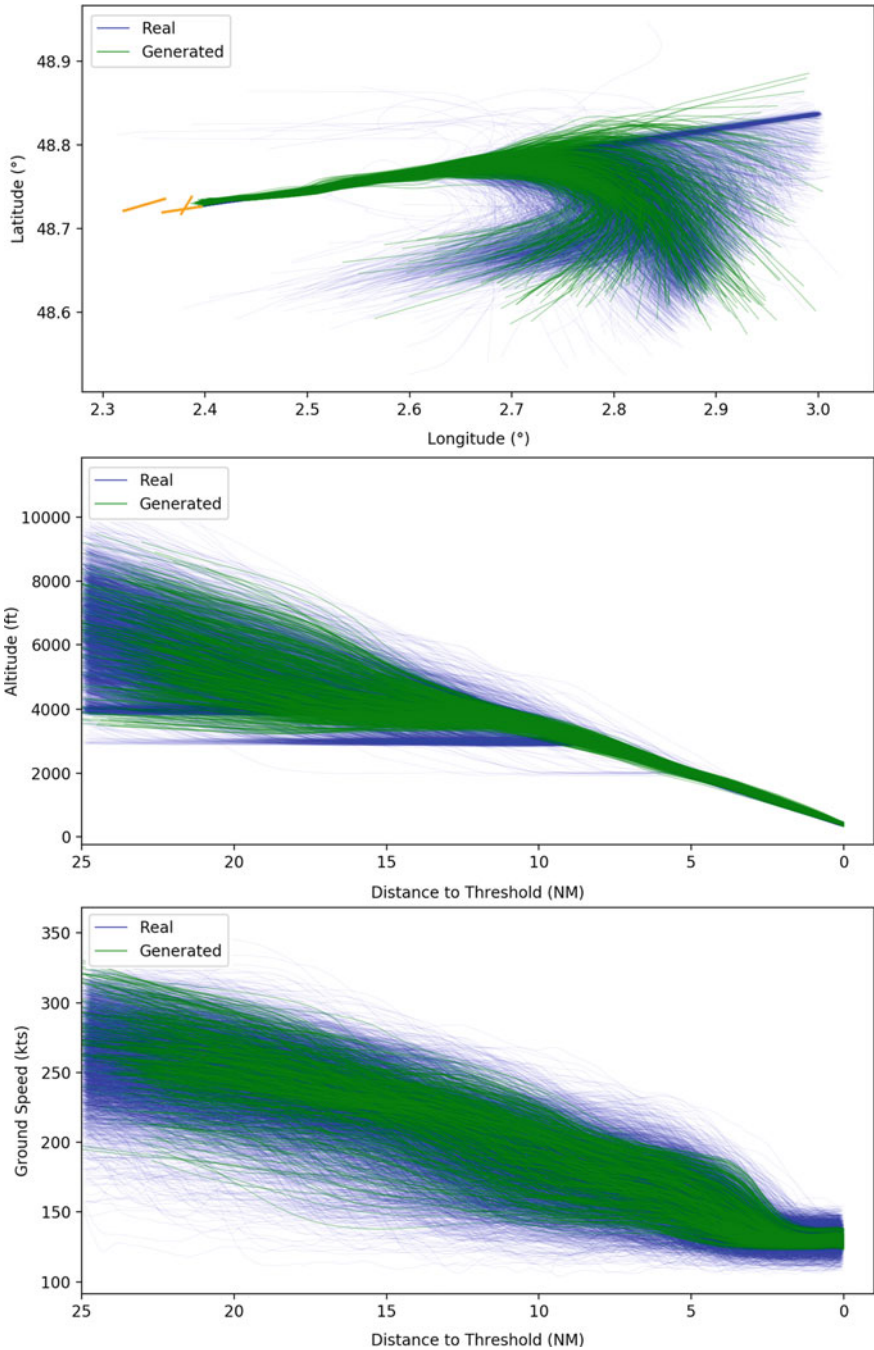 Real
Generated
48.9
48.8
48.7
48.6
Latitude (°)
2.3 2.4 2.5 2.6 2.7 2.8 2.9 3.0
Longitude (°)
Real
Generated
10000
8000
6000
4000
2000
0
Altitude (ft)
25 20 15 10 5 0
Distance to Threshold (NM)
Real
Generated
350
300
250
200
150
100
Ground Speed (kts)
25 20 15 10 5 0
Distance to Threshold (NM)